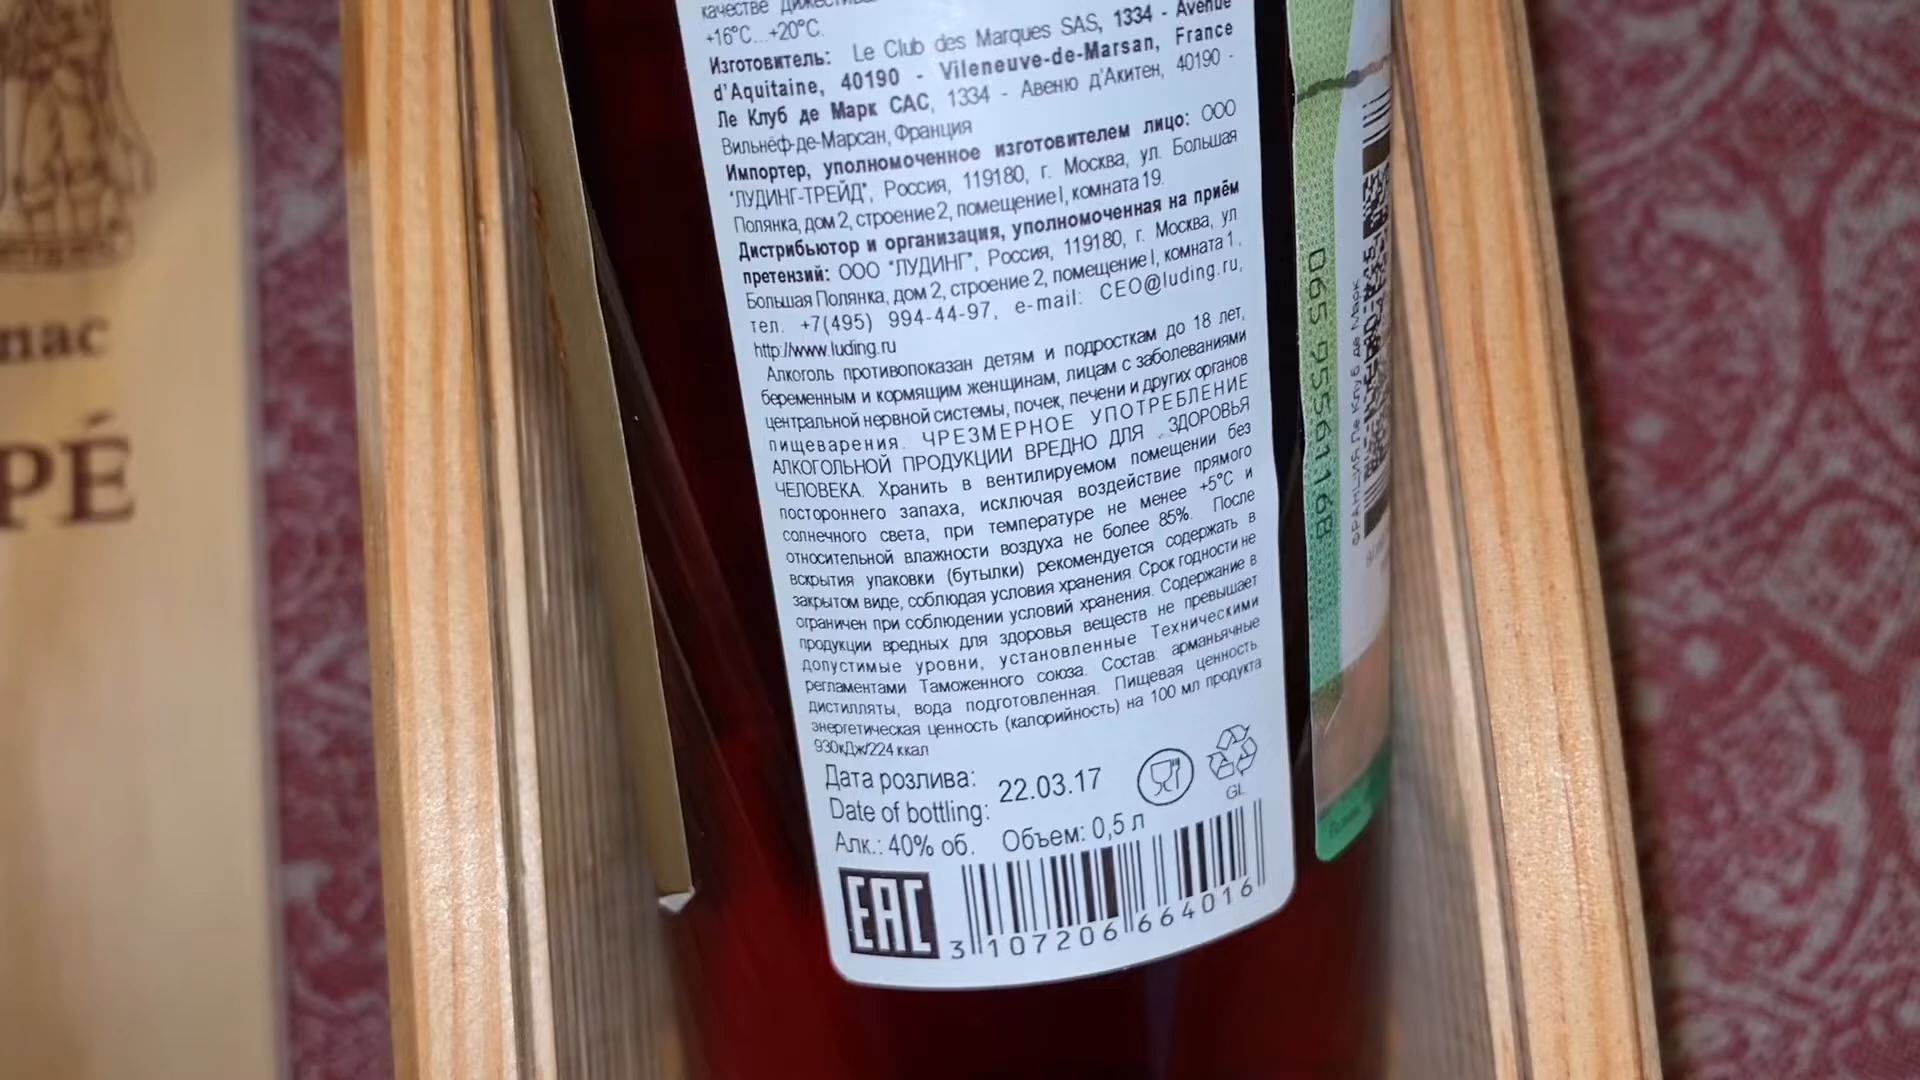 nac
PÉ
качестве
+16°С...+20°С.
Изготовитель: Le Club des Marques SAS, 1334 - Avenue
d'Aquitaine, 40190 - Vileneuve-de-Marsan, France
Ле Клуб де Марк САС, 1334 - Авеню д'Акитен, 40190 -
Вильнёф-де-Марсан, Франция
Импортер, уполномоченное изготовителем лицо: ООО
"ЛУДИНГ-ТРЕЙД", Россия, 119180, г. Москва, ул. Большая
Полянка, дом 2, строение 2, помещение I, комната 19.
Дистрибьютор и организация, уполномоченная на приём
претензий: ООО "ЛУДИНГ", Россия, 119180, г. Москва, ул.
Большая Полянка, дом 2, строение 2, помещение I, комната 1,
тел. +7(495) 994-44-97, e-mail: CEO@luding.ru,
http://www.luding.ru
Алкоголь противопоказан детям и подросткам до 18 лет,
беременным и кормящим женщинам, лицам с заболеваниями
центральной нервной системы, почек, печени и других органов
пищеварения. ЧРЕЗМЕРНОЕ УПОТРЕБЛЕНИЕ
АЛКОГОЛЬНОЙ ПРОДУКЦИИ ВРЕДНО ДЛЯ ЗДОРОВЬЯ
ЧЕЛОВЕКА. Хранить в вентилируемом помещении без
постороннего запаха, исключая воздействие прямого
солнечного света, при температуре не менее +5°С и
относительной влажности воздуха не более 85%. После
вскрытия упаковки (бутылки) рекомендуется содержать в
закрытом виде, соблюдая условия хранения. Срок годности не
ограничен при соблюдении условий хранения. Содержание в
продукции вредных для здоровья веществ не превышает
допустимые уровни, установленные Техническими
регламентами Таможенного союза. Состав: арманьячные
дистилляты, вода подготовленная. Пищевая ценность
энергетическая ценность (калорийность) на 100 мл продукта
930кДж/224 ккал
Дата розлива:
Date of bottling: 22.03.17
GL
Алк.: 40% об. Объем: 0,5 л
EAC
3 107206 664016
065 95561168
ФРАНЦИЯ Ле Клуб де Марк